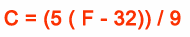 C = (5 ( F - 32)) / 9